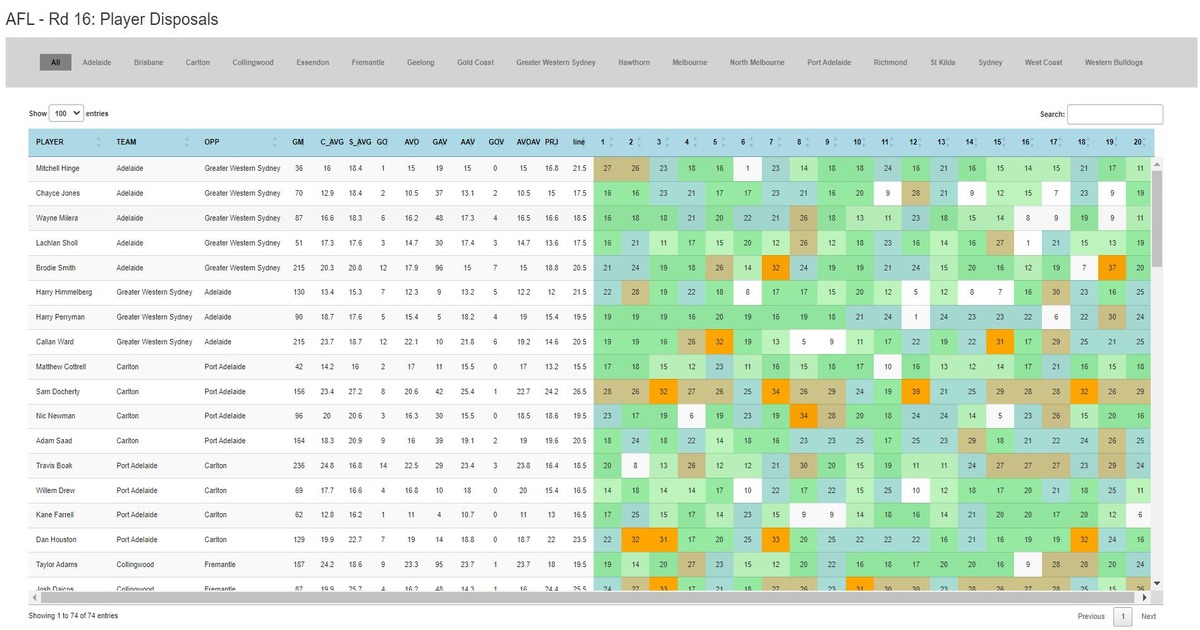 AFL - Rd 16: Player Disposals
All Adelaide Brisbane Carlton Collingwood Essendon Fremantle Geelong Gold Coast Greater Western Sydney Hawthorn Melbourne North Melbourne Port Adelaide Richmond St Kilda Sydney West Coast Western Bulldogs
Show 100 entries Search:
PLAYER TEAM OPP GM C_AVG S_AVG GO AVO GAV AAV GOV AVOAV PRJ line 1 2 3 4 5 6 7 8 9 10 11 12 13 14 15 16 17 18 19 20
Mitchell Hinge Adelaide Greater Western Sydney 36 16 18.4 1 15 19 15 0 15 16.8 21.5 27 26 23 18 16 1 23 14 18 18 24 16 21 16 15 14 15 21 17 11
Chayce Jones Adelaide Greater Western Sydney 70 12.9 18.4 2 10.5 37 13.1 2 10.5 15 17.5 16 16 23 21 17 17 23 21 16 20 9 28 21 9 14 15 7 23 9 19
Wayne Milera Adelaide Greater Western Sydney 87 16.6 18.3 6 16.2 48 17.3 4 16.5 16.6 18.5 16 18 18 21 20 22 21 26 18 13 11 23 18 15 14 8 9 19 9 11
Lachlan Sholl Adelaide Greater Western Sydney 51 17.3 17.6 3 14.7 30 17.4 3 14.7 13.6 17.5 16 21 11 17 15 20 12 26 12 18 23 16 14 16 27 1 21 15 13 19
Brodie Smith Adelaide Greater Western Sydney 215 20.3 20.8 12 17.9 96 15 7 15 18.8 20.5 21 24 19 18 26 14 32 24 19 19 21 24 15 20 16 12 19 7 37 20
Harry Himmelberg Greater Western Sydney Adelaide 130 13.4 15.3 7 12.3 9 13.2 5 12.2 12 21.5 22 28 19 22 18 8 17 17 15 20 12 5 12 8 7 16 30 23 16 25
Harry Perryman Greater Western Sydney Adelaide 90 18.7 17.6 5 15.4 5 18.2 4 19 15.4 19.5 19 19 19 16 20 19 16 19 18 21 24 1 24 23 23 22 6 22 30 24
Callan Ward Greater Western Sydney Adelaide 215 23.7 18.7 12 22.1 10 21.8 6 19.2 14.6 20.5 19 19 16 26 32 19 13 5 9 11 17 22 19 22 31 17 29 25 21 25
Matthew Cottrell Carlton Port Adelaide 42 14.2 16 2 17 11 15.5 0 17 13.2 15.5 17 18 15 12 23 11 16 15 18 17 10 16 13 12 14 17 21 16 15 18
Sam Docherty Carlton Port Adelaide 156 23.4 27.2 8 20.6 42 25.4 1 22.7 24.2 26.5 28 26 32 27 26 25 34 26 29 24 19 39 21 25 29 28 28 32 26 29
Nic Newman Carlton Port Adelaide 96 20 20.6 3 16.3 30 15.5 0 18.5 18.6 19.5 23 17 19 6 19 23 19 34 28 20 18 24 24 14 5 23 26 15 20 16
Adam Saad Carlton Port Adelaide 164 18.3 20.9 9 16 39 19.1 2 19 19.6 20.5 18 24 18 22 14 18 16 23 23 25 17 25 23 29 18 21 22 24 26 25
Travis Boak Port Adelaide Carlton 236 24.8 16.8 14 22.5 29 23.4 3 23.8 16.4 18.5 20 8 13 26 12 12 21 30 20 15 19 11 11 24 27 27 27 23 29 24
Willem Drew Port Adelaide Carlton 69 17.7 16.6 4 16.8 10 18 0 20 15.4 16.5 14 18 14 14 17 10 22 17 22 15 25 10 12 18 17 20 21 18 25 11
Kane Farrell Port Adelaide Carlton 62 12.8 16.2 1 11 4 10.7 0 11 13 16.5 17 25 15 17 14 23 15 9 9 14 18 16 14 21 20 20 17 20 12 6
Dan Houston Port Adelaide Carlton 129 19.9 22.7 7 19 14 18.8 0 18.7 22 23.5 22 32 31 17 20 25 33 20 25 22 22 22 16 21 16 19 19 32 24 16
Taylor Adams Collingwood Fremantle 187 24.2 18.6 9 23.3 95 23.7 1 23.7 18 19.5 19 14 20 27 23 15 12 20 22 16 18 17 20 20 16 9 28 28 20 24
Josh Daicos Collingwood Fremantle 87 19.9 25.7 4 16.2 48 14.3 1 16 24.4 25.5 24 27 33 17 21 18 27 26 23 31 30 24 30 24 26 26 25 15 26
Showing 1 to 74 of 74 entries Previous 1 Next